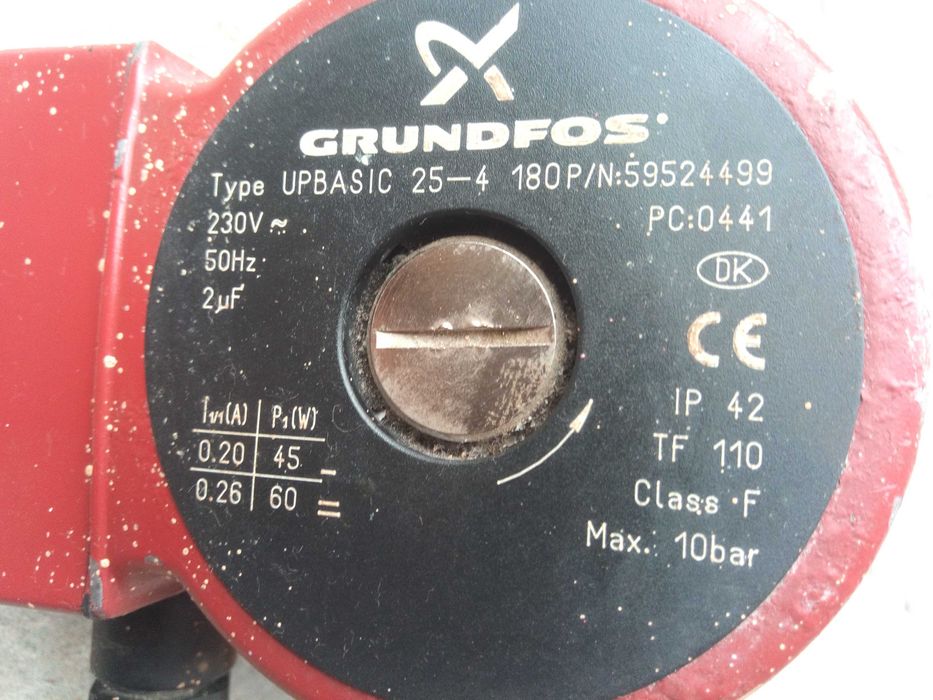 GRUNDFOS
Type UPBASIC 25-4 180 P/N:59524499
230V ~ PC:0441
50Hz DK
2µF
CE
I1/1(A) P1(W) IP 42
0.20 45 - TF 110
0.26 60 = Class F
Max. 10bar